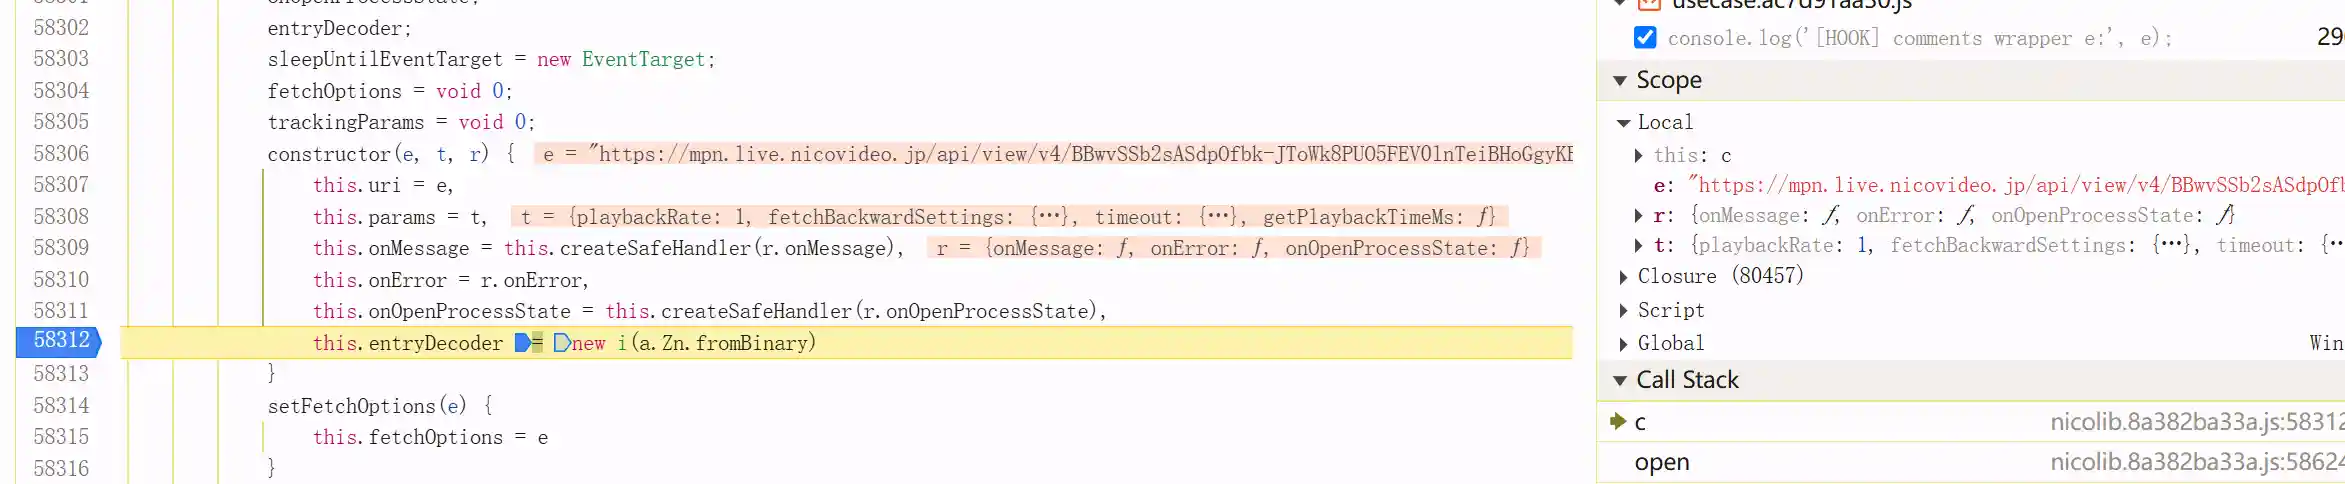 58301 onopenProcessState;
58302 entryDecoder;
58303 sleepUntilEventTarget = new EventTarget;
58304 fetchOptions = void 0;
58305 trackingParams = void 0;
58306 constructor(e, t, r) { e = "https://mpn.live.nicovideo.jp/api/view/v4/BBwvSSb2sASdpOfbk-JToWk8PUO5FEVOlnTeiBHoGgyKE
58307 this.uri = e,
58308 this.params = t, t = {playbackRate: 1, fetchBackwardSettings: {…}, timeout: {…}, getPlaybackTimeMs: ƒ}
58309 this.onMessage = this.createSafeHandler(r.onMessage), r = {onMessage: ƒ, onError: ƒ, onOpenProcessState: ƒ}
58310 this.onError = r.onError,
58311 this.onOpenProcessState = this.createSafeHandler(r.onOpenProcessState),
58312 this.entryDecoder = new i(a.Zn.fromBinary)
58313 }
58314 setFetchOptions(e) {
58315 this.fetchOptions = e
58316 }
usecase.ac7d91aa30.js
console.log('[HOOK] comments wrapper e:', e); 29
Scope
Local
this: c
e: "https://mpn.live.nicovideo.jp/api/view/v4/BBwvSSb2sASdpOfb
r: {onMessage: ƒ, onError: ƒ, onOpenProcessState: ƒ}
t: {playbackRate: 1, fetchBackwardSettings: {…}, timeout: {…
Closure (80457)
Script
Global Win
Call Stack
c nicolib.8a382ba33a.js:58312
open nicolib.8a382ba33a.js:58624